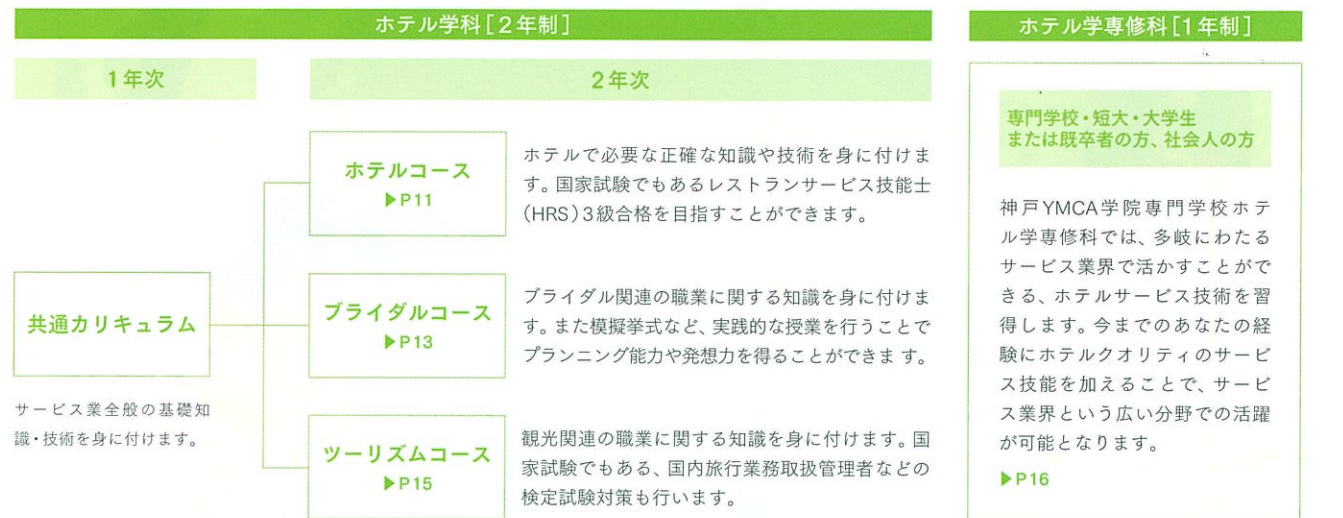 ホテル学科[2年制]
1年次
2年次
共通カリキュラム
サービス業全般の基礎知
識・技術を身に付けます。
ホテルコース
▶P11
ホテルで必要な正確な知識や技術を身に付けま
す。国家試験でもあるレストランサービス技能士
(HRS)3級合格を目指すことができます。
ブライダルコース
▶P13
ブライダル関連の職業に関する知識を身に付けま
す。また模擬挙式など、実践的な授業を行うことで
プランニング能力や発想力を得ることができま す。
ツーリズムコース
▶P15
観光関連の職業に関する知識を身に付けます。国
家試験でもある、国内旅行業務取扱管理者などの
検定試験対策も行います。
ホテル学専修科[1年制]
専門学校・短大・大学生
または既卒者の方、社会人の方
神戸YMCA学院専門学校ホテ
ル学専修科では、多岐にわたる
サービス業界で活かすことがで
きる、ホテルサービス技術を習
得します。今までのあなたの経
験にホテルクオリティのサービ
ス技能を加えることで、サービ
ス業界という広い分野での活躍
が可能となります。
▶P16